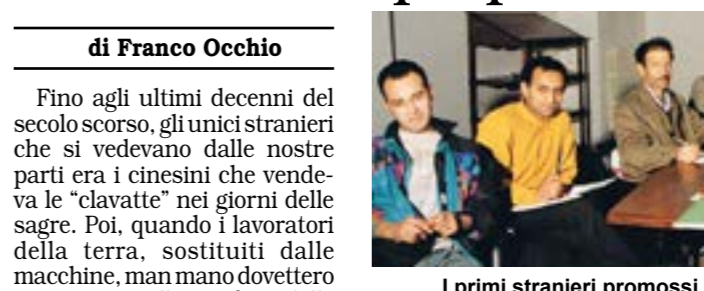 di Franco Occhio
Fino agli ultimi decenni del
secolo scorso, gli unici stranieri
che si vedevano dalle nostre
parti era i cinesini che vende-
va le “clavatte” nei giorni delle
sagre. Poi, quando i lavoratori
della terra, sostituiti dalle
macchine, man mano dovettero
I primi stranieri promossi